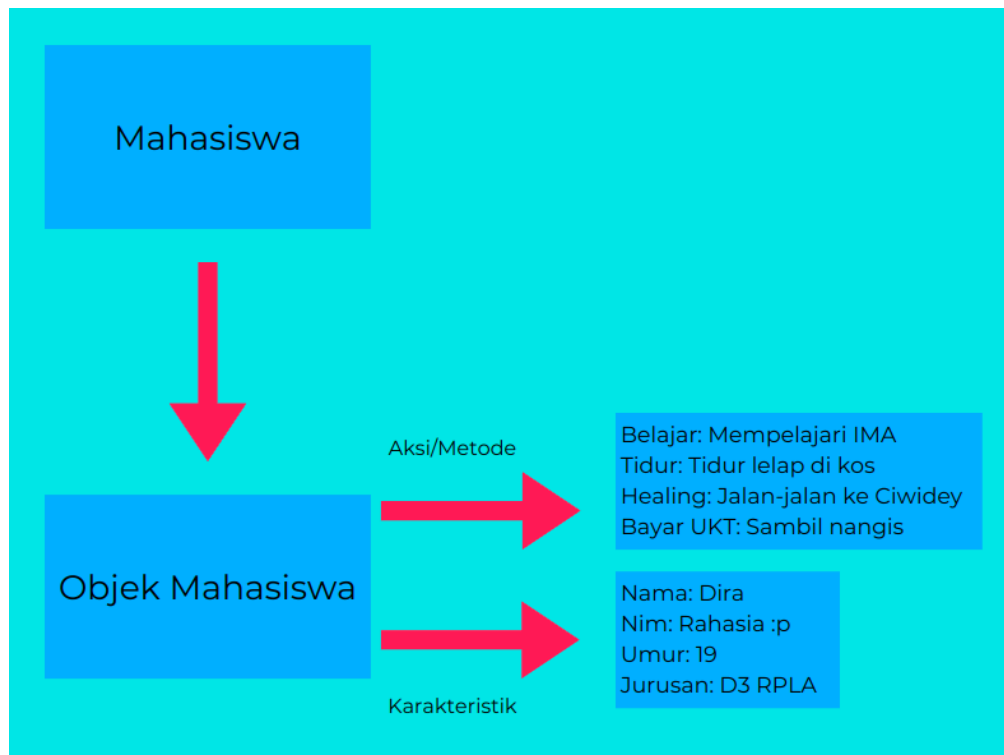 Mahasiswa
Aksi/Metode
Belajar: Mempelajari IMA
Tidur: Tidur lelap di kos
Healing: Jalan-jalan ke Ciwidey
Bayar UKT: Sambil nangis
Objek Mahasiswa
Nama: Dira
Nim: Rahasia :p
Umur: 19
Jurusan: D3 RPLA
Karakteristik